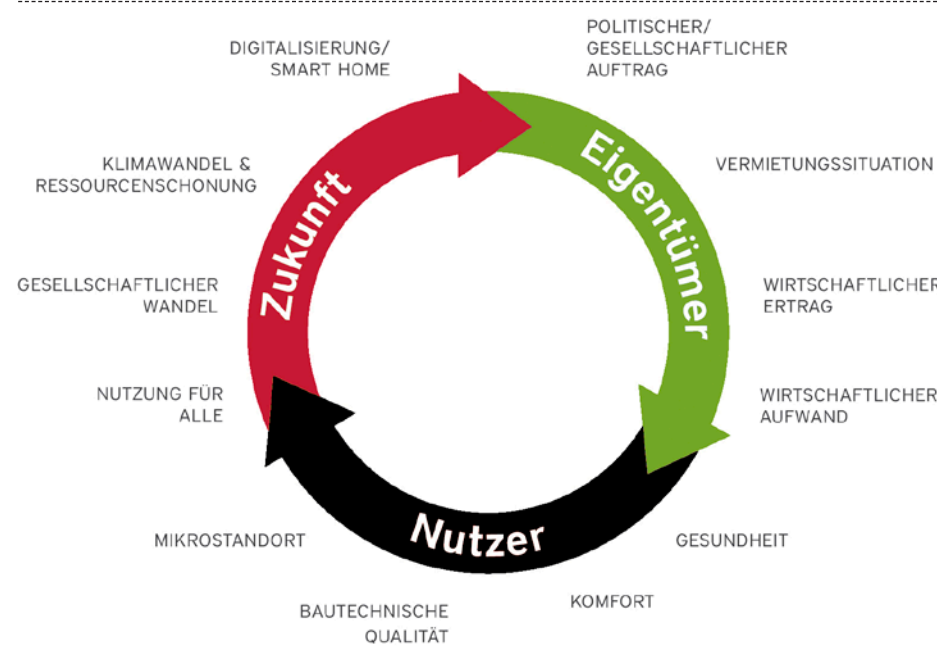 DIGITALISIERUNG/
SMART HOME
POLITISCHER/
GESELLSCHAFTLICHER
AUFTRAG
KLIMAWANDEL &
RESSOURCENSCHONUNG
VERMIETUNGSSITUATION
Zukunft
Eigentümer
GESELLSCHAFTLICHER
WANDEL
WIRTSCHAFTLICHER
ERTRAG
NUTZUNG FÜR
ALLE
WIRTSCHAFTLICHER
AUFWAND
Nutzer
MIKROSTANDORT
GESUNDHEIT
BAUTECHNISCHE
QUALITÄT
KOMFORT